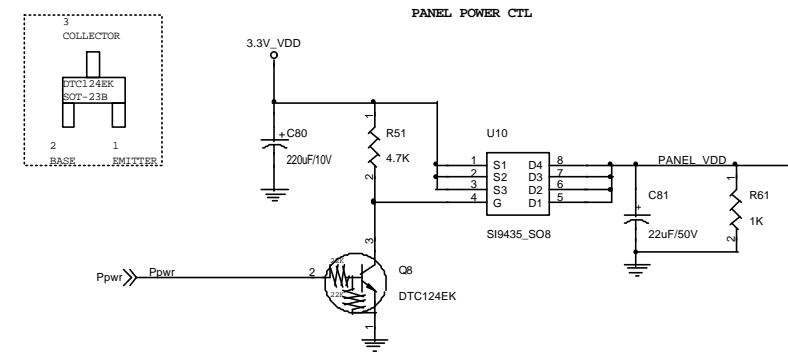 PANEL POWER CTL
3
COLLECTOR
DTC124EK
SOT-23B
2
1
BASE
EMITTER
3.3V_VDD
+
C80
220uF/10V
1
R51
4.7K
2
U10
1
S1
D4
8
2
S2
D3
7
3
S3
D2
6
4
G
D1
5
SI9435_SO8
PANEL_VDD
+
C81
22uF/50V
1
R61
1K
2
Ppwr
Ppwr
2
3
22K
22K
Q8
DTC124EK
1